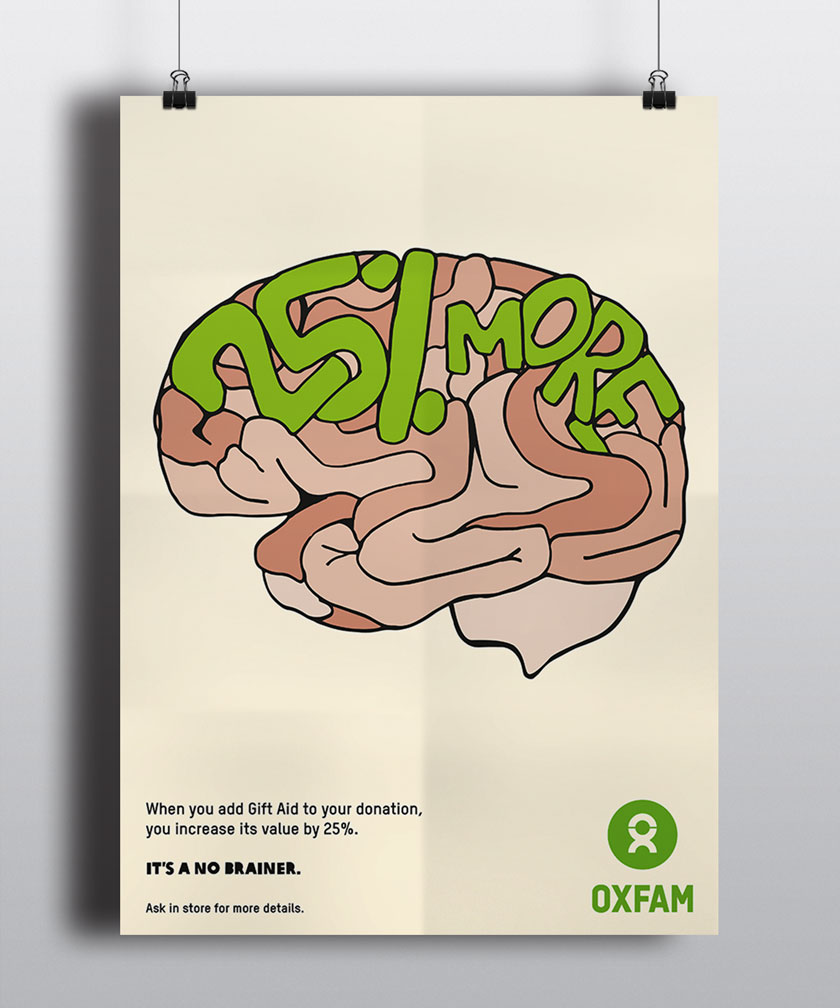 25% MORE
When you add Gift Aid to your donation,
you increase its value by 25%.
IT'S A NO BRAINER.
Ask in store for more details.
OXFAM